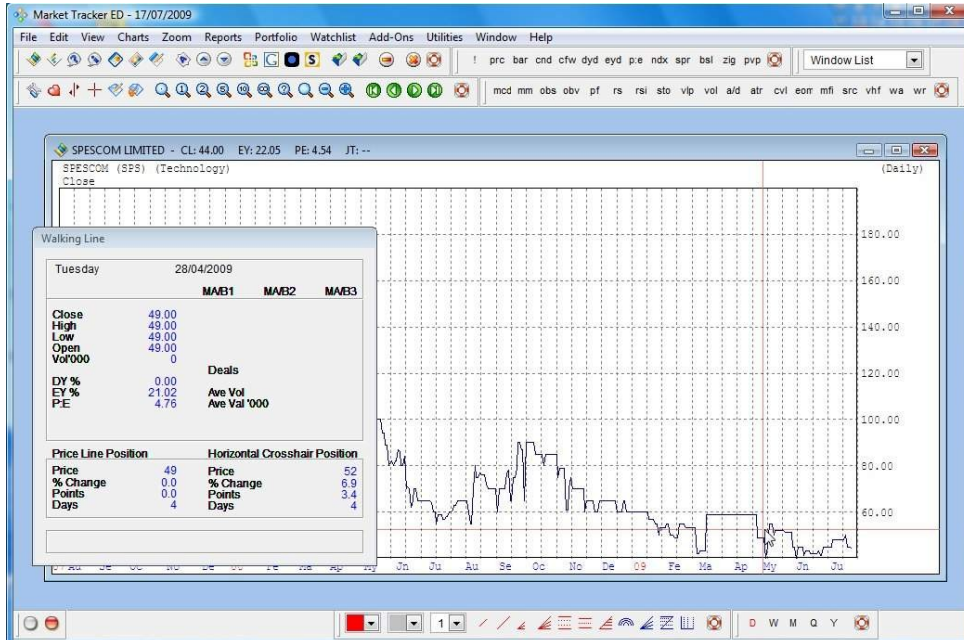 Market Tracker ED - 17/07/2009
File Edit View Charts Zoom Reports Portfolio Watchlist Add-Ons Utilities Window Help
! prc bar cnd cfw dyd eyd p:e ndx spr bsl zig pvp Window List
mcd mm obs obv pf rs rsi sto vlp vol a/d atr cvl eom mfi src vhf wa wr
SPESCOM LIMITED - CL: 44.00 EY: 22.05 PE: 4.54 JT: --
SPESCOM (SPS) (Technology) (Daily)
Close
180.00
160.00
140.00
120.00
100.00
80.00
60.00
Walking Line
Tuesday 28/04/2009
MA/B1 MA/B2 MA/B3
Close 49.00
High 49.00
Low 49.00
Open 49.00
Vol'000 0
Deals
DY % 0.00
EY % 21.02 Ave Vol
P:E 4.76 Ave Val '000
Price Line Position Horizontal Crosshair Position
Price 49 Price 52
% Change 0.0 % Change 6.9
Points 0.0 Points 3.4
Days 4 Days 4
Au Se Oc No De 08 Fe Ma Ap My Jn Ju Au Se Oc No De 09 Fe Ma Ap My Jn Ju
1 D W M Q Y